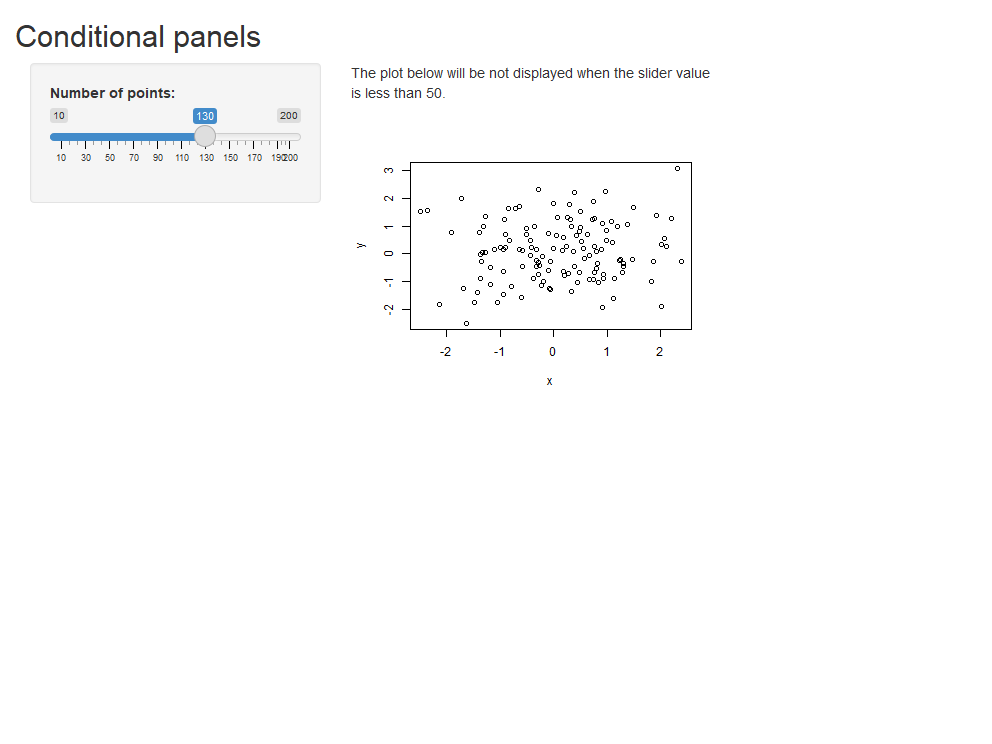 Conditional panels
Number of points:
10 130 200
10 30 50 70 90 110 130 150 170 190 200
The plot below will be not displayed when the slider value
is less than 50.
3
2
1
0
-1
-2
y
-2 -1 0 1 2
x